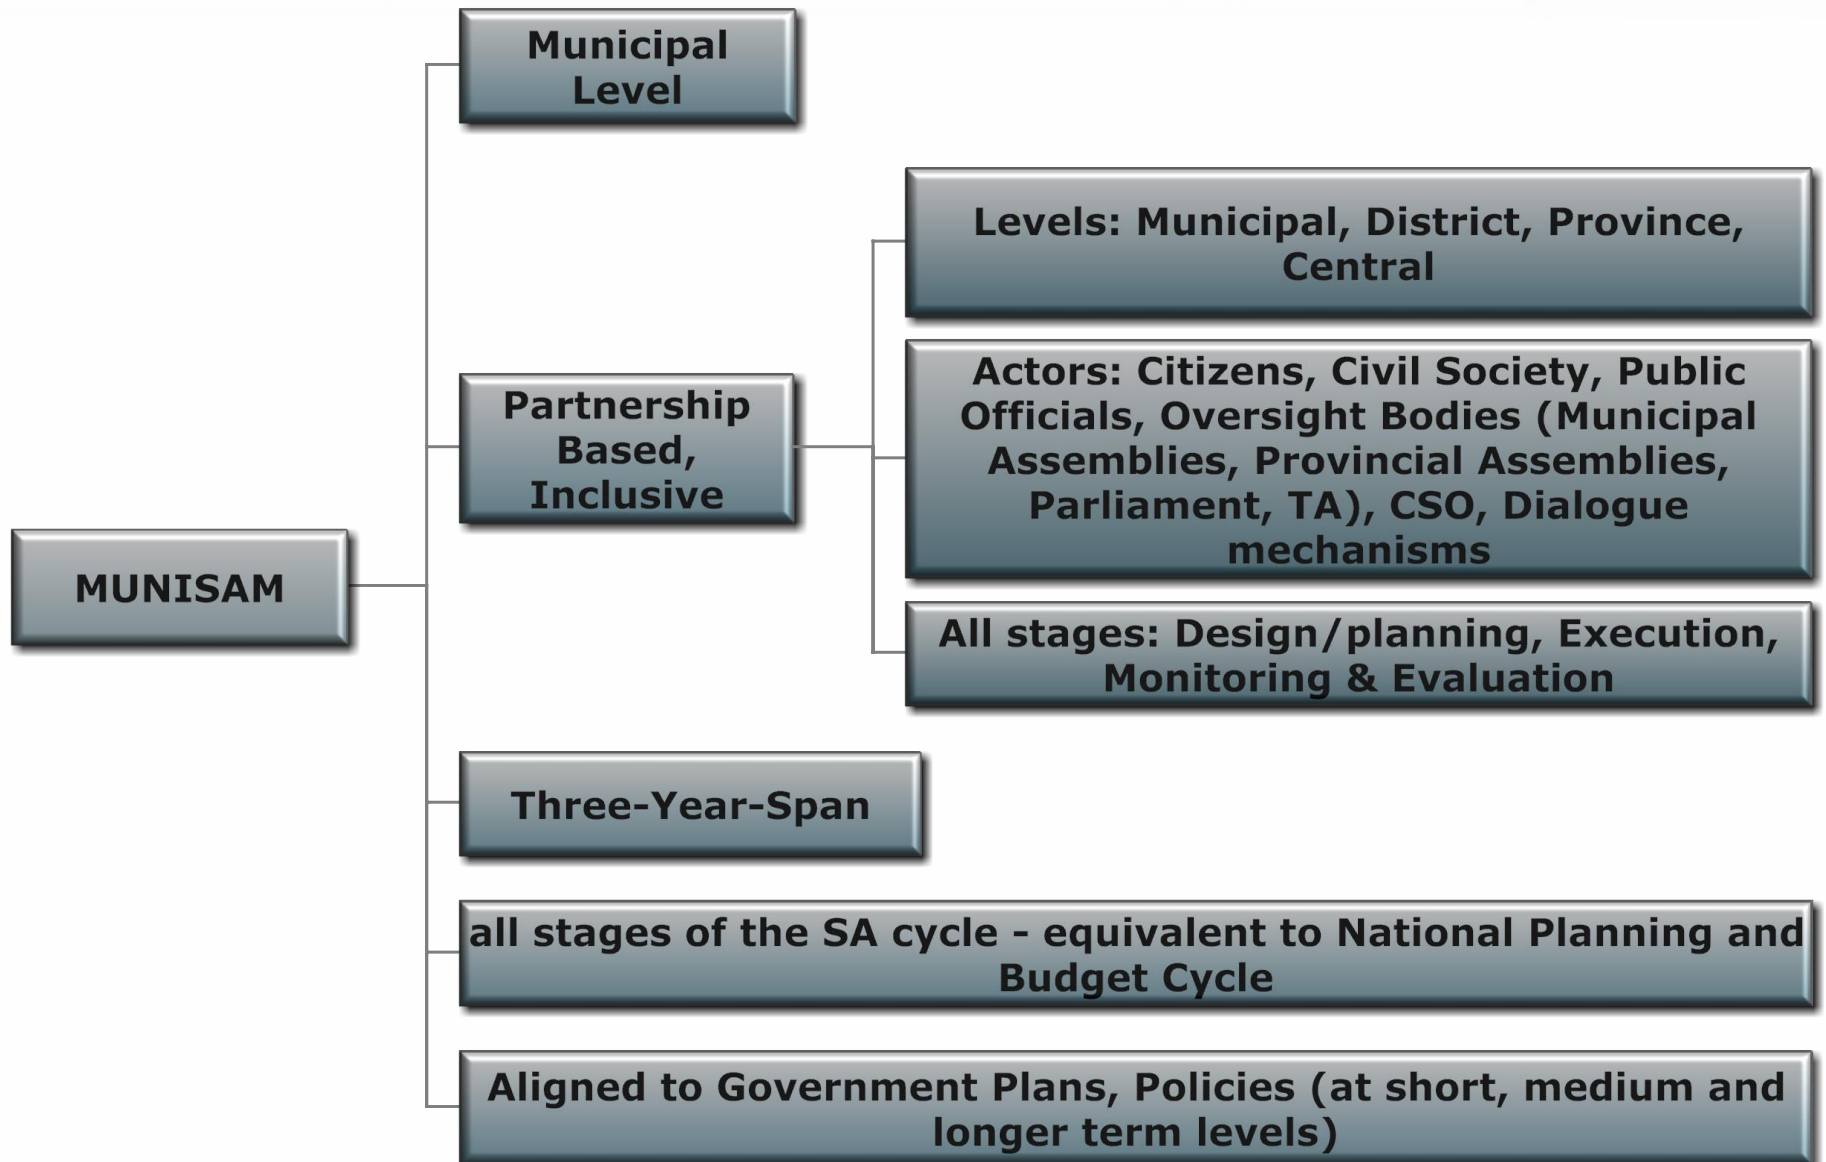 Municipal
Level
Levels: Municipal, District, Province,
Central
Partnership
Based,
Inclusive
Actors: Citizens, Civil Society, Public
Officials, Oversight Bodies (Municipal
Assemblies, Provincial Assemblies,
Parliament, TA), CSO, Dialogue
mechanisms
All stages: Design/planning, Execution,
Monitoring & Evaluation
MUNISAM
Three-Year-Span
all stages of the SA cycle - equivalent to National Planning and
Budget Cycle
Aligned to Government Plans, Policies (at short, medium and
longer term levels)